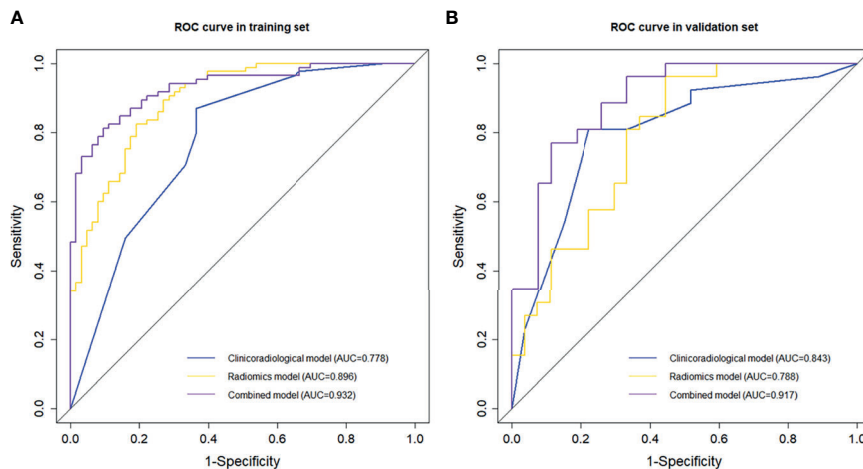 A
ROC curve in training set
Sensitivity
0.0
0.2
0.4
0.6
0.8
1.0
Clinicoradiological model (AUC=0.778)
Radiomics model (AUC=0.896)
Combined model (AUC=0.932)
0.0 0.2 0.4 0.6 0.8 1.0
1-Specificity
B
ROC curve in validation set
Sensitivity
0.0
0.2
0.4
0.6
0.8
1.0
Clinicoradiological model (AUC=0.843)
Radiomics model (AUC=0.788)
Combined model (AUC=0.917)
0.0 0.2 0.4 0.6 0.8 1.0
1-Specificity